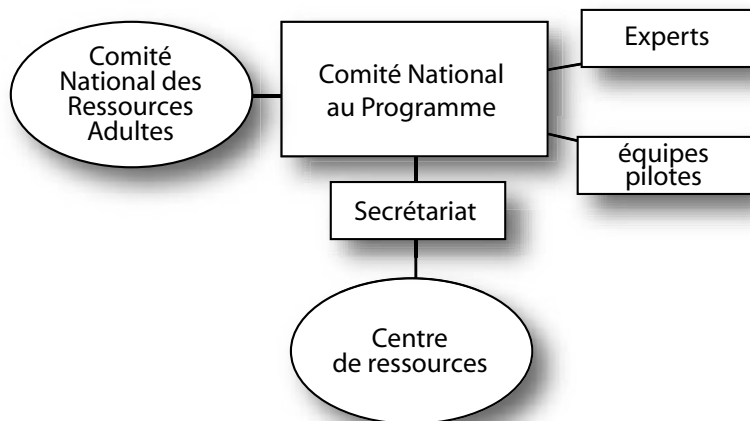 Comité
National des
Ressources
Adultes
Comité National
au Programme
Experts
équipes
pilotes
Secrétariat
Centre
de ressources